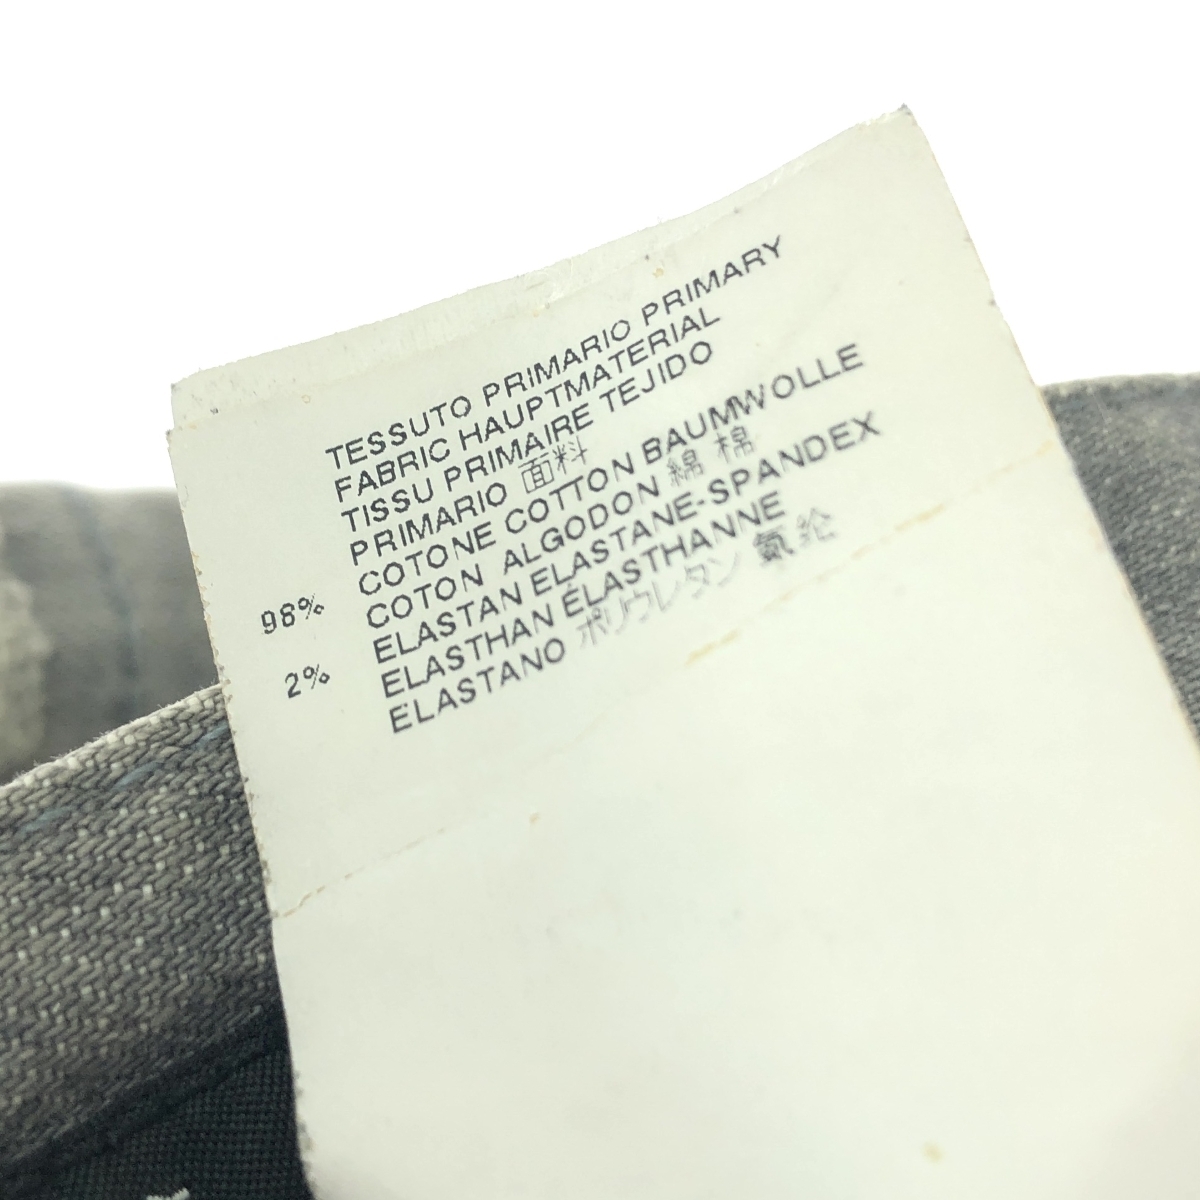 TESSUTO PRIMARIO PRIMARY
FABRIC HAUPTMATERIAL
TISSU PRIMAIRE TEJIDO
PRIMARIO 面料
98% COTONE COTTON BAUMWOLLE
COTON ALGODON 綿 棉
2% ELASTAN ELASTANE-SPANDEX
ELASTHAN ÉLASTHANNE
ELASTANO ポリウレタン 氨纶